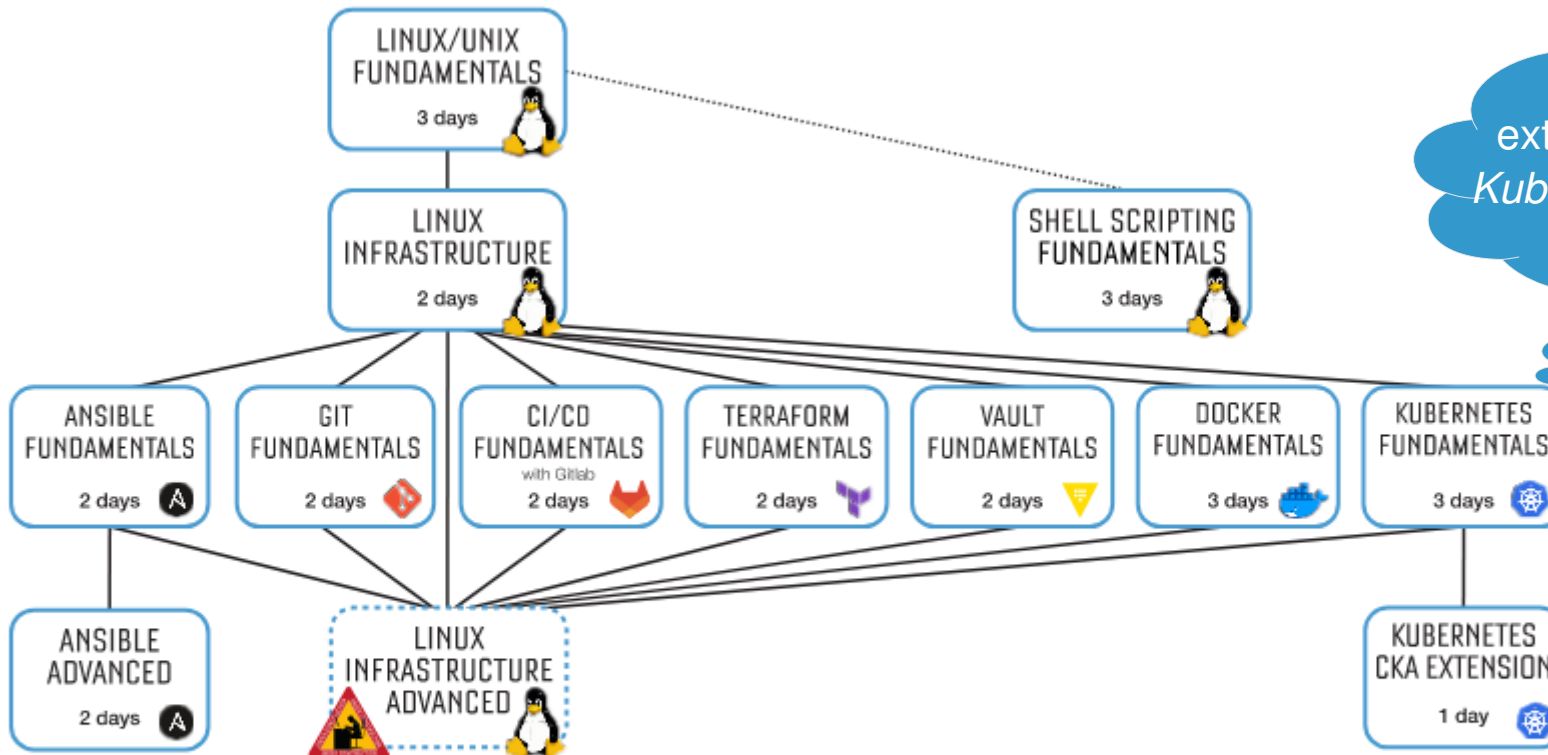 LINUX/UNIX
FUNDAMENTALS
3 days
LINUX
INFRASTRUCTURE
2 days
SHELL SCRIPTING
FUNDAMENTALS
3 days
ANSIBLE
FUNDAMENTALS
2 days
GIT
FUNDAMENTALS
2 days
CI/CD
FUNDAMENTALS
with Gitlab
2 days
TERRAFORM
FUNDAMENTALS
2 days
VAULT
FUNDAMENTALS
2 days
DOCKER
FUNDAMENTALS
3 days
KUBERNETES
FUNDAMENTALS
3 days
ANSIBLE
ADVANCED
2 days
LINUX
INFRASTRUCTURE
ADVANCED
KUBERNETES
CKA EXTENSION
1 day